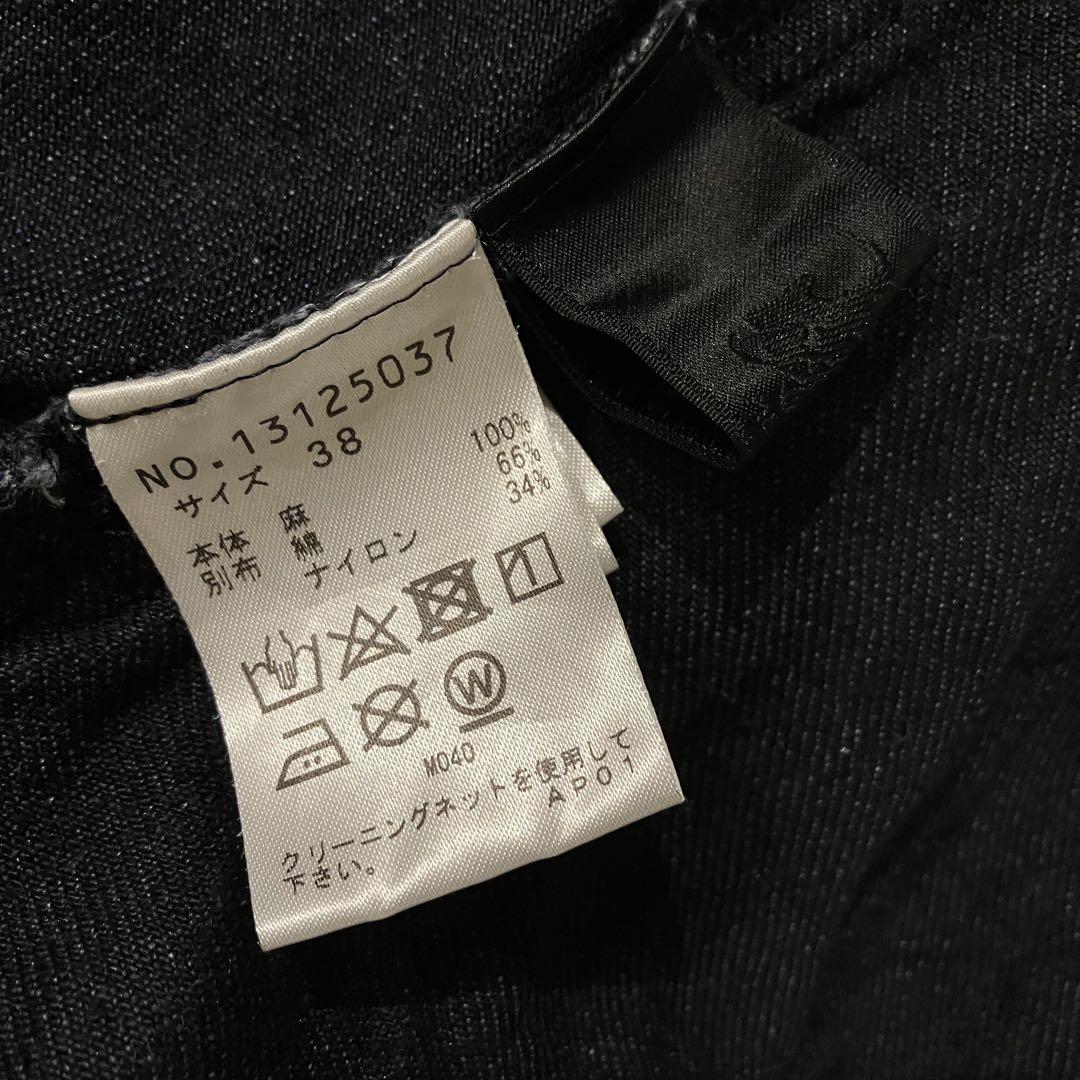 NO.13125037
サイズ 38
本体 麻 100%
別布 綿 66%
ナイロン 34%
W
M040
クリーニングネットを使用して
下さい。
AP01